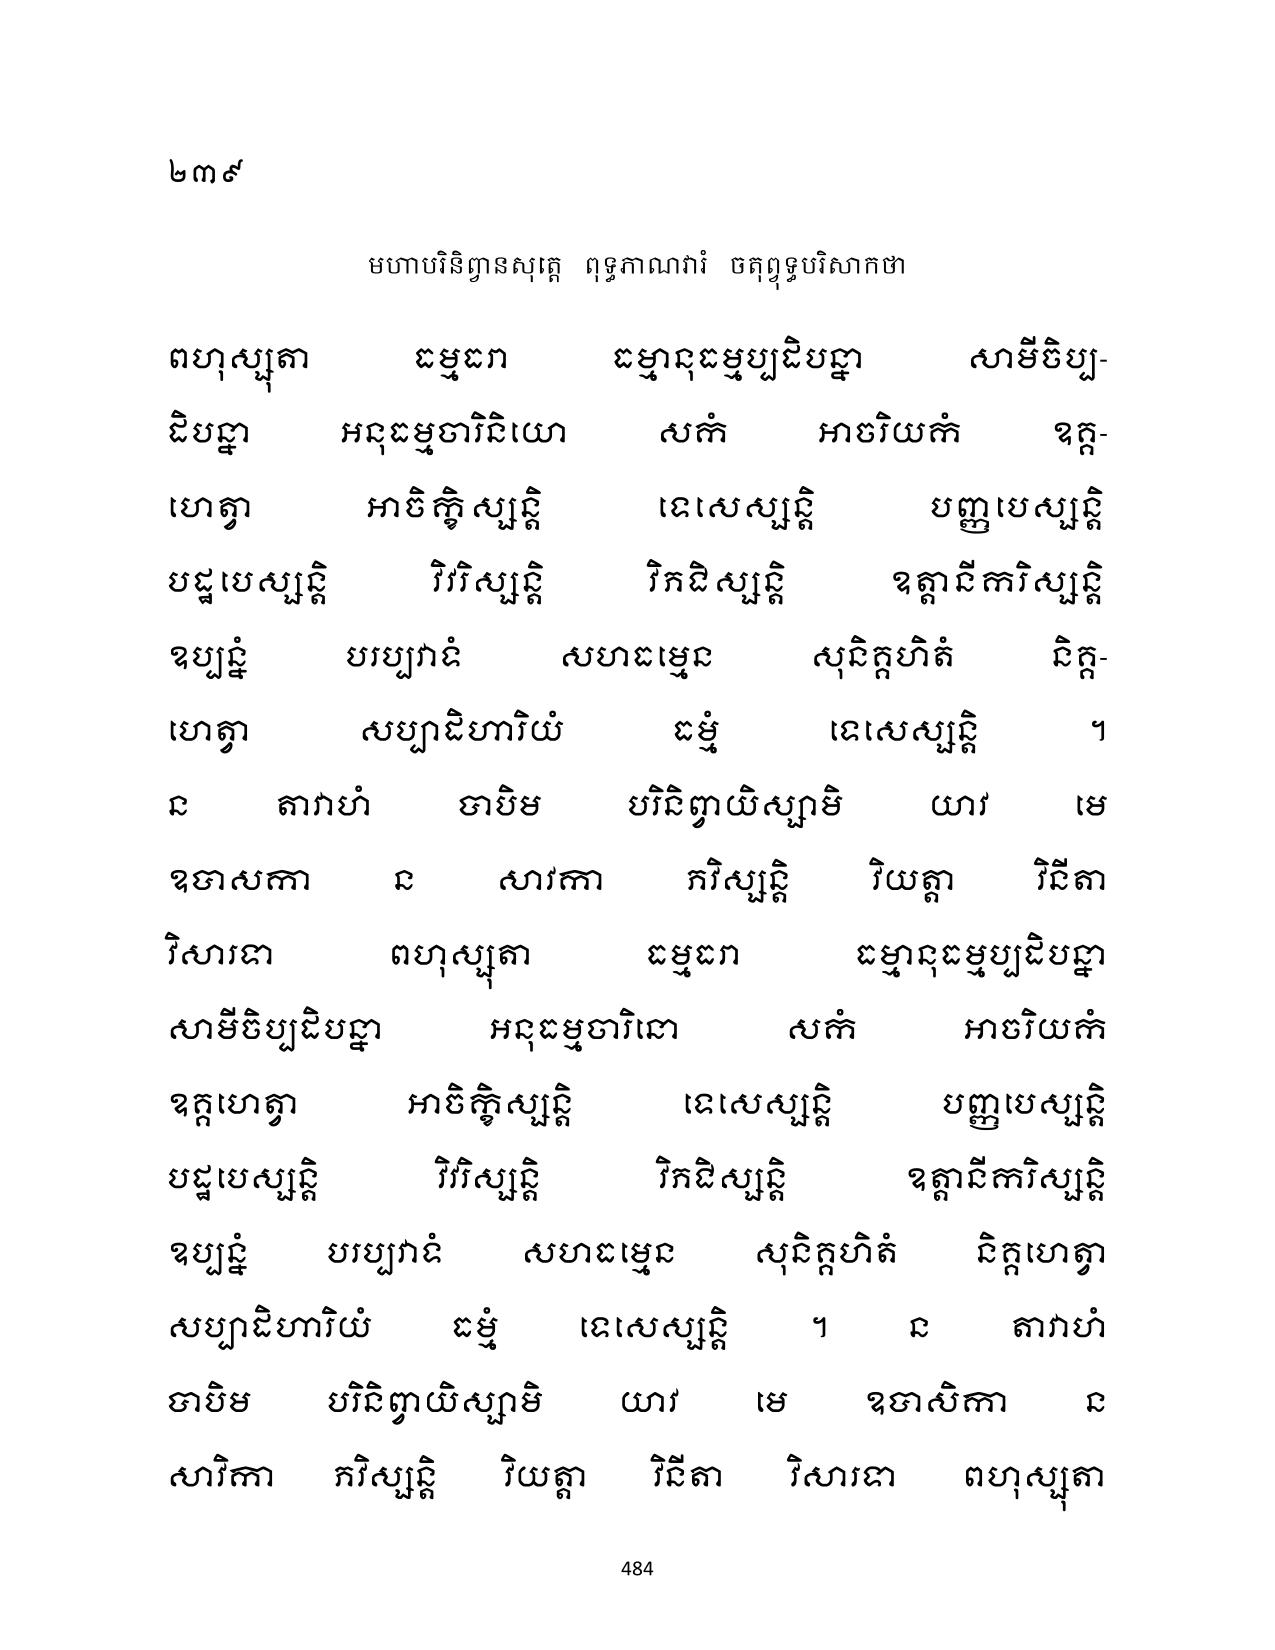 ២៣៩
មហាបរិនិព្វានសុត្តេ ពុទ្ធភាណវារំ ចតុព្វុទ្ធបរិសាកថា
ពហុស្សុតា ធម្មធរា ធម្មានុធម្មប្បដិបន្នា សាមីចិប្ប-
ដិបន្នា អនុធម្មចារិនិយោ សកំ អាចរិយកំ ឧគ្គ-
ហេត្វា អាចិក្ខិស្សន្តិ ទេសេស្សន្តិ បញ្ញបេស្សន្តិ
បដ្ឋបេស្សន្តិ វិវរិស្សន្តិ វិភជិស្សន្តិ ឧត្តានីករិស្សន្តិ
ឧប្បន្នំ បរប្បវាទំ សហធម្មេន សុនិគ្គហិតំ និគ្គ-
ហេត្វា សប្បាដិហារិយំ ធម្មំ ទេសេស្សន្តិ ។
ន តាវាហំ បាបិម បរិនិព្វាយិស្សាមិ យាវ មេ
ឧបាសកា ន សាវកា ភវិស្សន្តិ វិយត្តា វិនីតា
វិសារទា ពហុស្សុតា ធម្មធរា ធម្មានុធម្មប្បដិបន្នា
សាមីចិប្បដិបន្នា អនុធម្មចារិនោ សកំ អាចរិយកំ
ឧគ្គហេត្វា អាចិក្ខិស្សន្តិ ទេសេស្សន្តិ បញ្ញបេស្សន្តិ
បដ្ឋបេស្សន្តិ វិវរិស្សន្តិ វិភជិស្សន្តិ ឧត្តានីករិស្សន្តិ
ឧប្បន្នំ បរប្បវាទំ សហធម្មេន សុនិគ្គហិតំ និគ្គហេត្វា
សប្បាដិហារិយំ ធម្មំ ទេសេស្សន្តិ ។ ន តាវាហំ
បាបិម បរិនិព្វាយិស្សាមិ យាវ មេ ឧបាសិកា ន
សាវិកា ភវិស្សន្តិ វិយត្តា វិនីតា វិសារទា ពហុស្សុតា
484